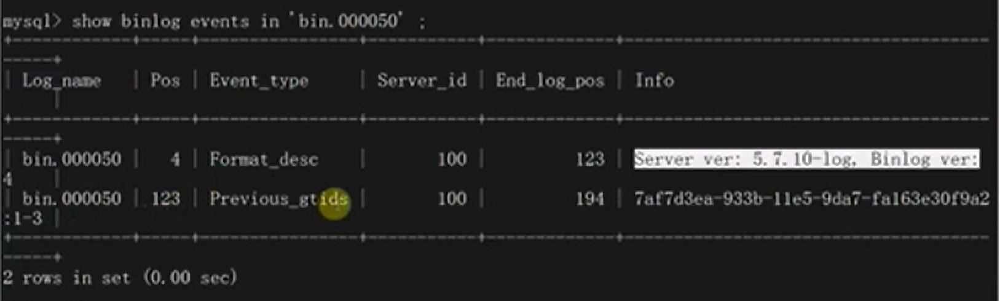 mysql> show binlog events in 'bin.000050' ;
+-------------+-----+----------------+-------------+---------------+-------------------------------------
------+
| Log_name | Pos | Event_type | Server_id | End_log_pos | Info
|
+-------------+-----+----------------+-------------+---------------+-------------------------------------
------+
| bin.000050 | 4 | Format_desc | 100 | 123 | Server ver: 5.7.10-log, Binlog ver:
4 |
| bin.000050 | 123 | Previous_gtids | 100 | 194 | 7af7d3ea-933b-11e5-9da7-fa163e30f9a2
:1-3 |
+-------------+-----+----------------+-------------+---------------+-------------------------------------
------+
2 rows in set (0.00 sec)